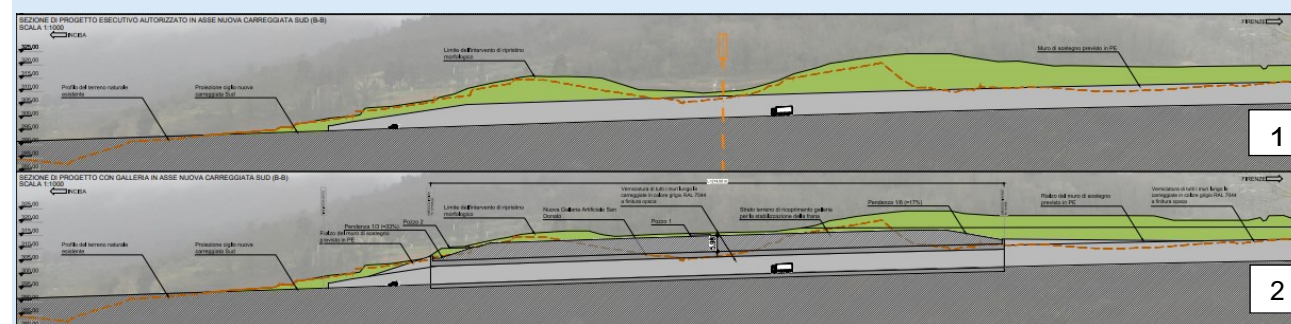 SEZIONE DI PROGETTO ESECUTIVO AUTORIZZATO IN ASSE NUOVA CARREGGIATA SUD (B-B)
SCALA 1:1000
INCISA
FIRENZE
Limite dell'intervento di ripristino
morfologico
Muro di sostegno previsto in PE
Profilo del terreno naturale
esistente
Proiezione ciglio nuova
carreggiata Sud
1
SEZIONE DI PROGETTO CON GALLERIA IN ASSE NUOVA CARREGGIATA SUD (B-B)
SCALA 1:1000
INCISA
FIRENZE
Verniciatura di tutti i muri lungo le
carreggiate in colore grigio RAL 7044
a finitura opaca
Rialzo del muro di sostegno
previsto in PE
Verniciatura di tutti i muri lungo le
carreggiate in colore grigio RAL 7044
a finitura opaca
Limite dell'intervento di ripristino
morfologico
Nuova Galleria Artificiale San
Donato
Strato terreno di ricoprimento galleria
per la stabilizzazione della frana
Pendenza 1/6 (=17%)
Pozzo 2
Pozzo 1
Pendenza 1/3 (=33%)
Rialzo del muro di sostegno
previsto in PE
Profilo del terreno naturale
esistente
Proiezione ciglio nuova
carreggiata Sud
2